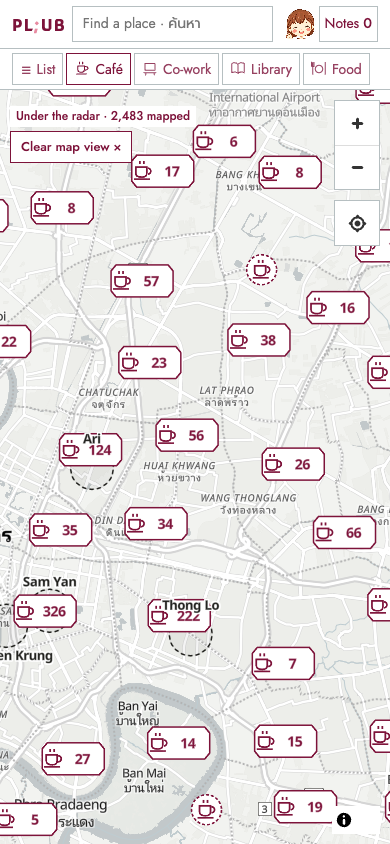 PL;UB
Find a place · ค้นหา
Notes 0
List
Café
Co-work
Library
Food
International Airport
ท่าอากาศยานดอนเมือง
Under the radar · 2,483 mapped
Clear map view ×
+
−
6
17
8
BANG KH
บางเขน
8
57
16
22
38
23
CHATUCHAK
จตุจักร
LAT PHRAO
ลาดพร้าว
56
Ari
124
HUAI KHWANG
ห้วยขวาง
26
WANG THONGLANG
วังทองหลาง
35
DIN D
34
66
Sam Yan
326
Thong Lo
222
en Krung
7
Ban Yai
บ้านใหญ่
14
15
27
Ban Mai
บ้านใหม่
Phra Pradaeng
ระแดง
5
3
19